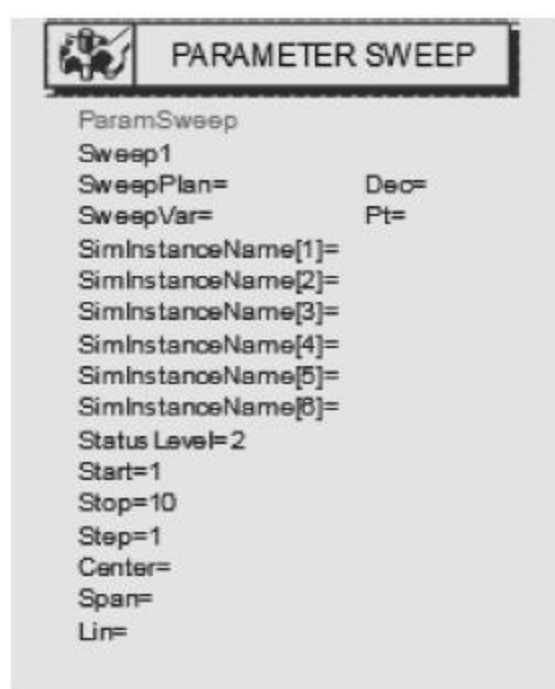 PARAMETER SWEEP
ParamSweep
Sweep1
SweepPlan= Dec=
SweepVar= Pt=
SimInstanceName[1]=
SimInstanceName[2]=
SimInstanceName[3]=
SimInstanceName[4]=
SimInstanceName[5]=
SimInstanceName[6]=
Status Level=2
Start=1
Stop=10
Step=1
Center=
Span=
Lin=